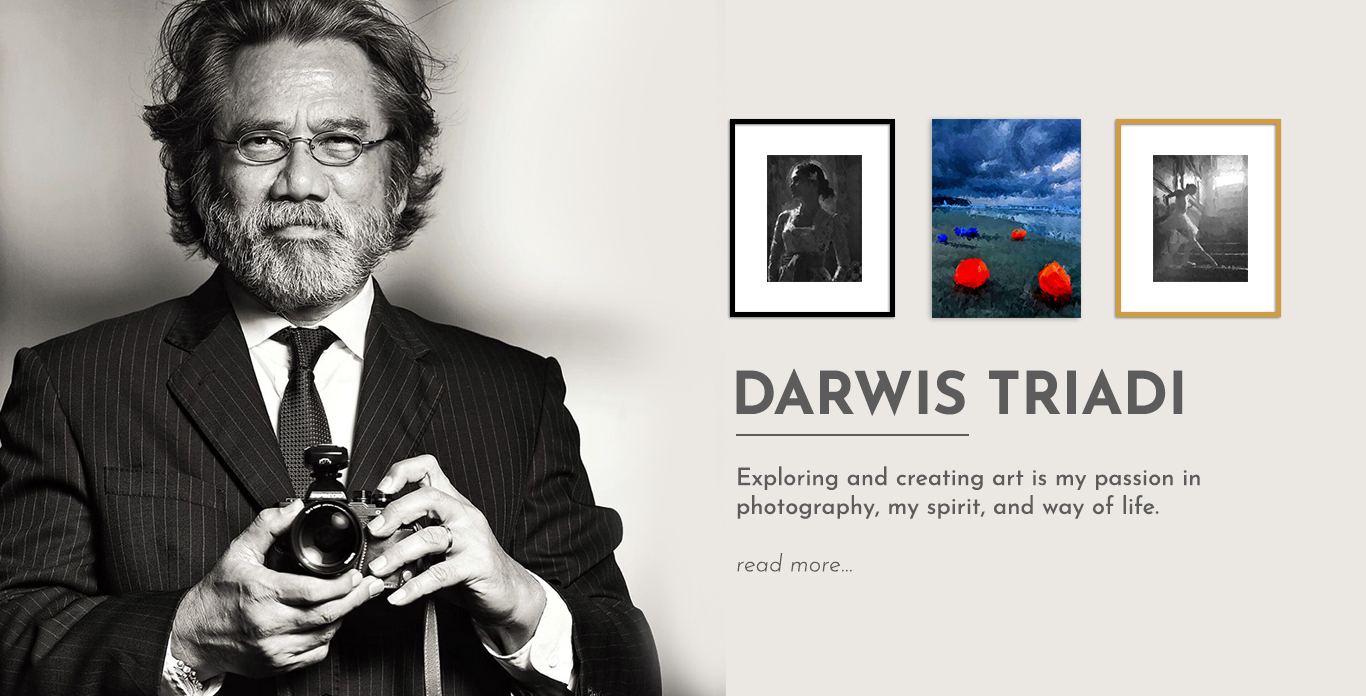 DARWIS TRIADI
Exploring and creating art is my passion in
photography, my spirit, and way of life.
read more...